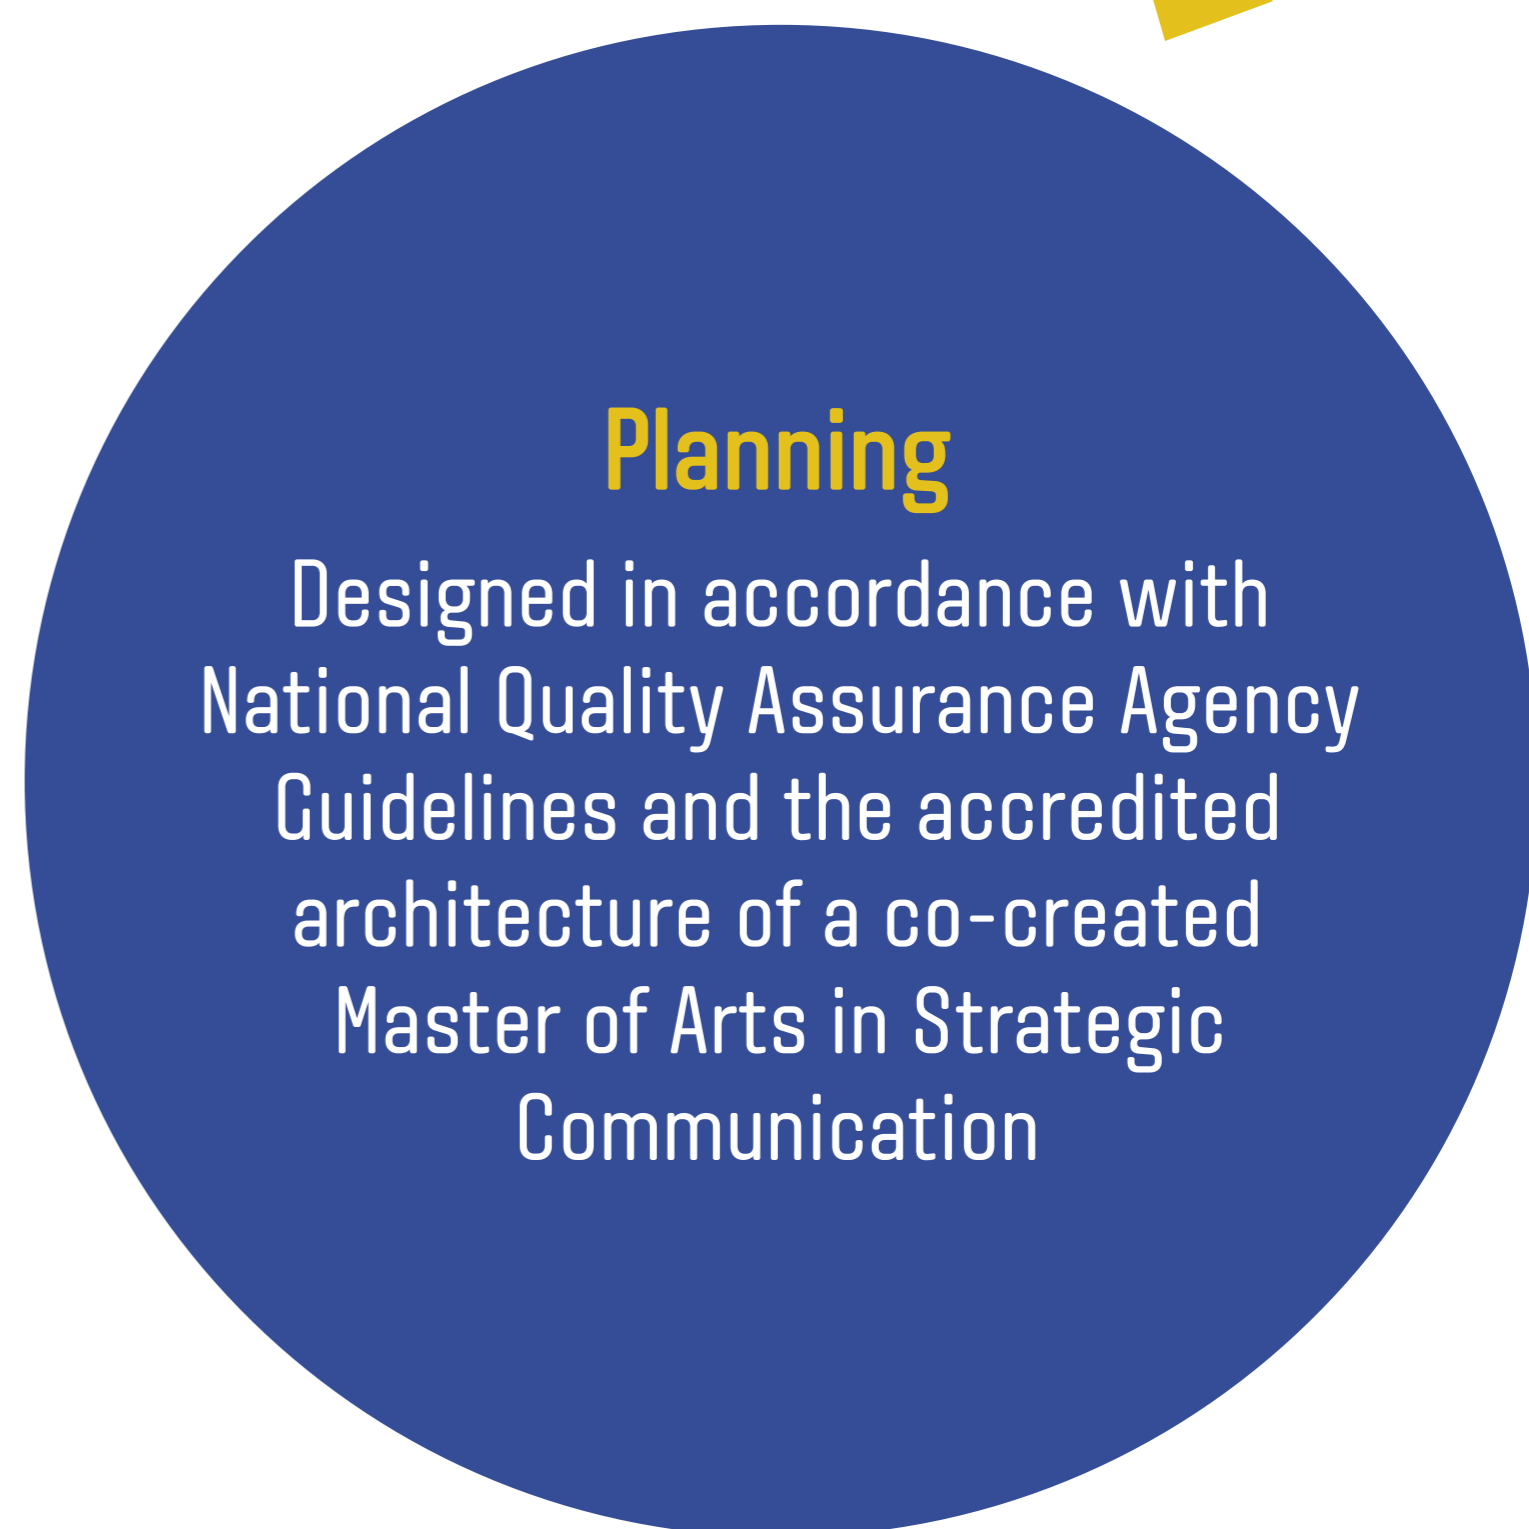 Planning
Designed in accordance with
National Quality Assurance Agency
Guidelines and the accredited
architecture of a co-created
Master of Arts in Strategic
Communication